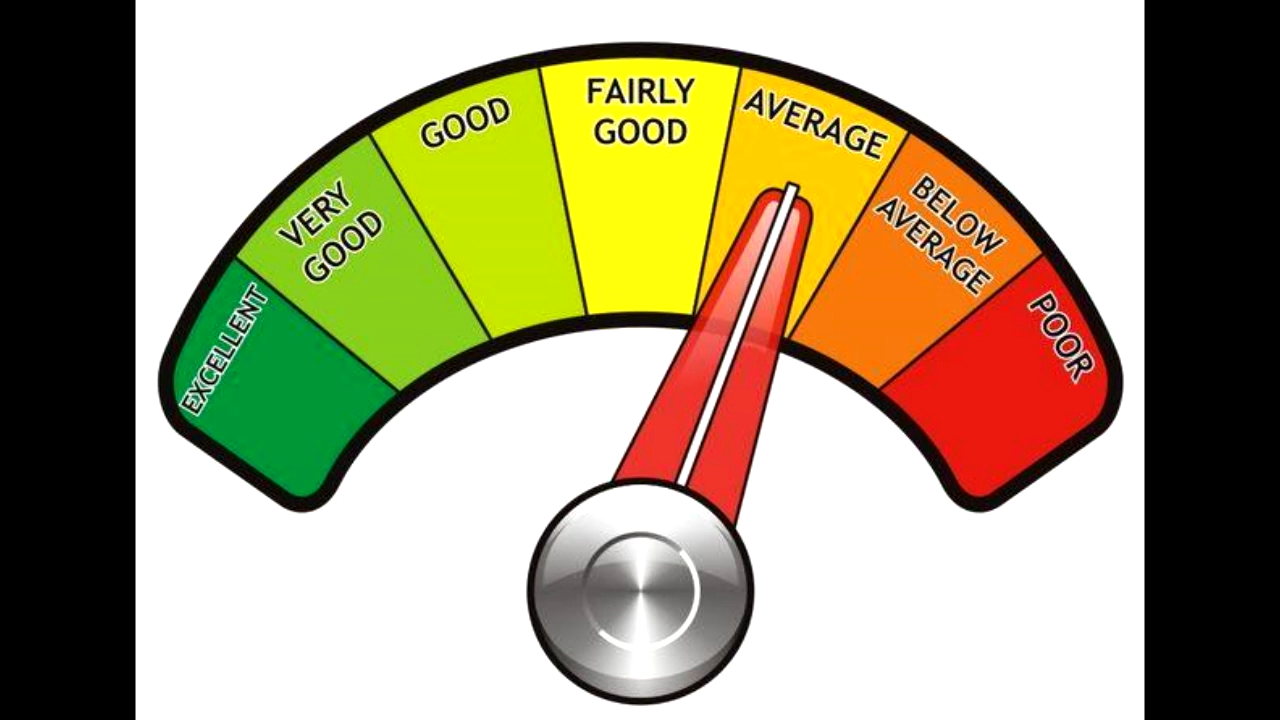 EXCELLENT
VERY
GOOD
GOOD
FAIRLY
GOOD
AVERAGE
BELOW
AVERAGE
POOR